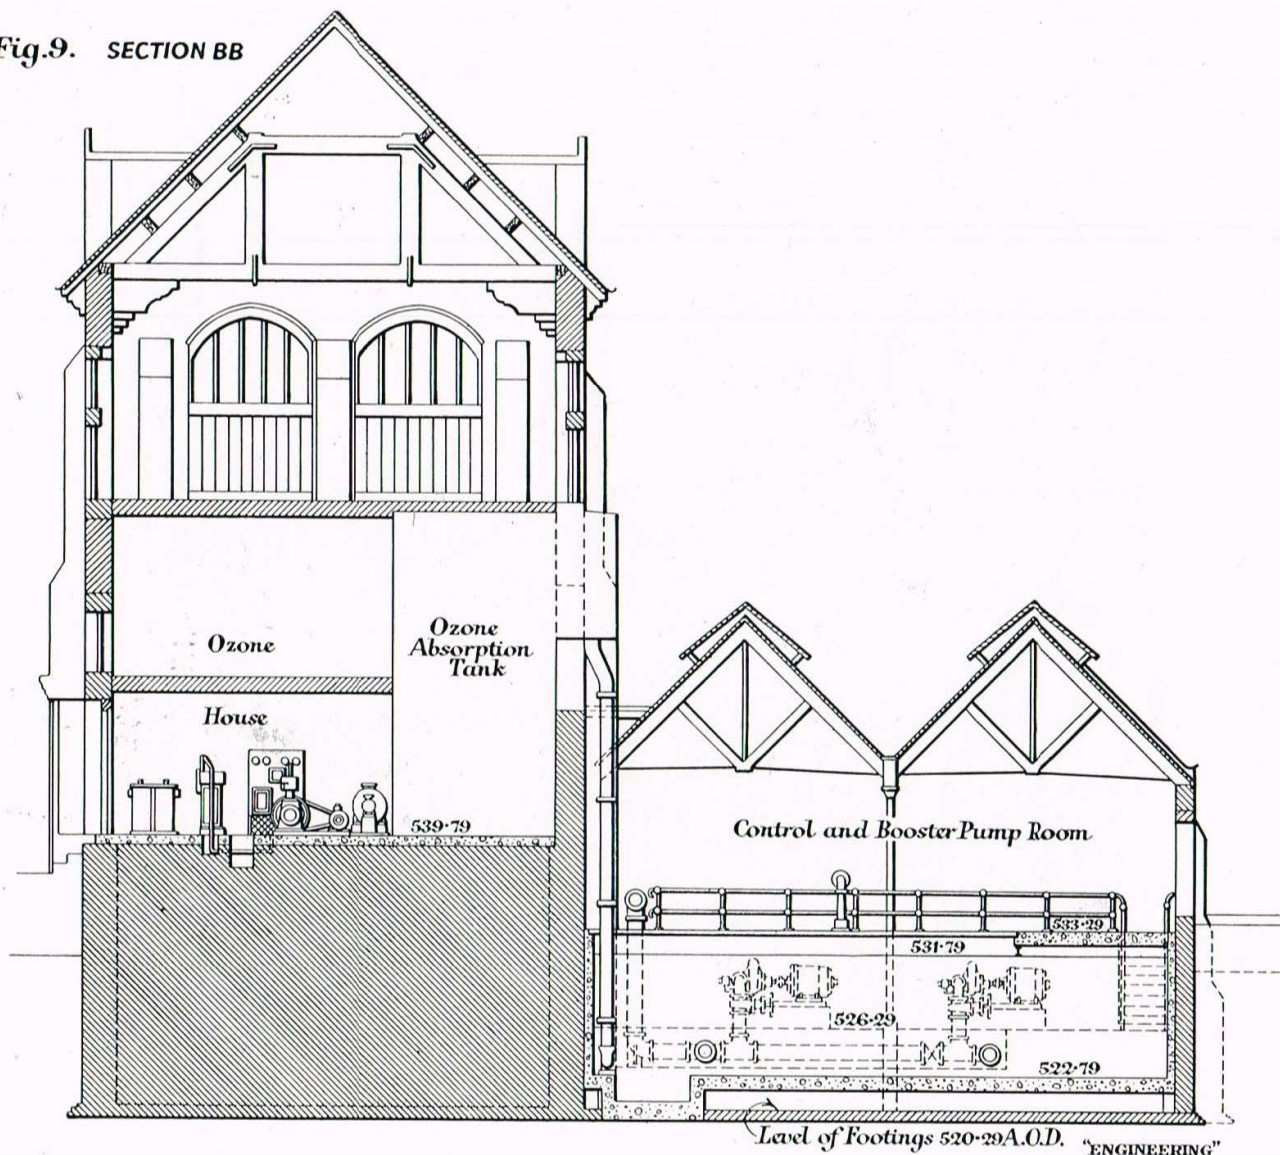 Fig.9. SECTION BB
Ozone
House
Ozone
Absorption
Tank
539·79
Control and Booster Pump Room
533·29
531·79
526·29
522·79
Level of Footings 520·29 A.O.D.
"ENGINEERING"